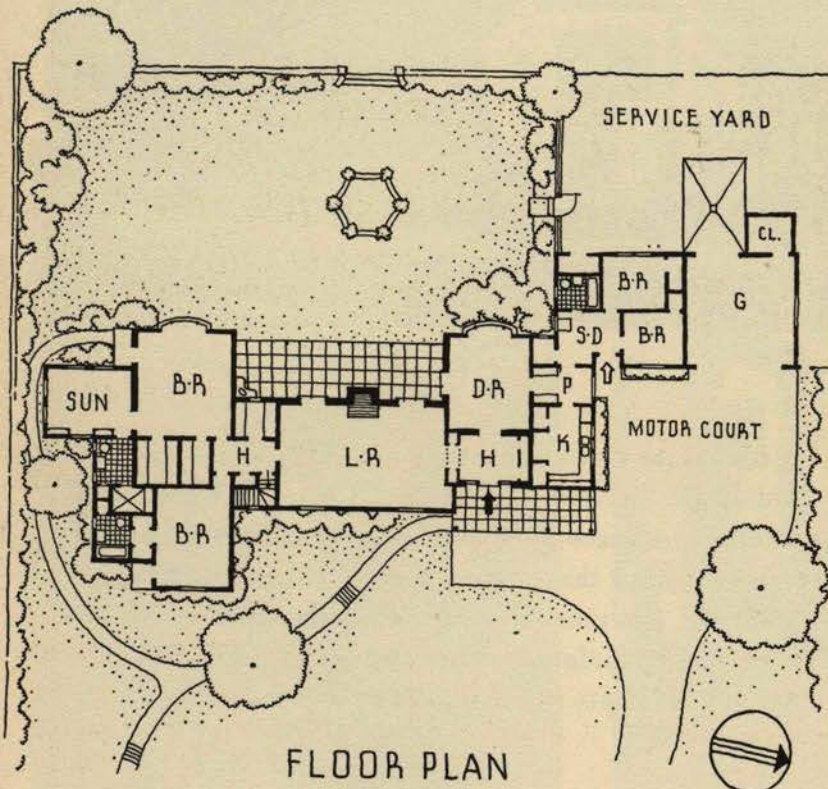 SERVICE YARD
CL.
B·R
G
S·D
B·R
B·R
D·R
SUN
P
MOTOR COURT
L·R
K
H
H
B·R
FLOOR PLAN